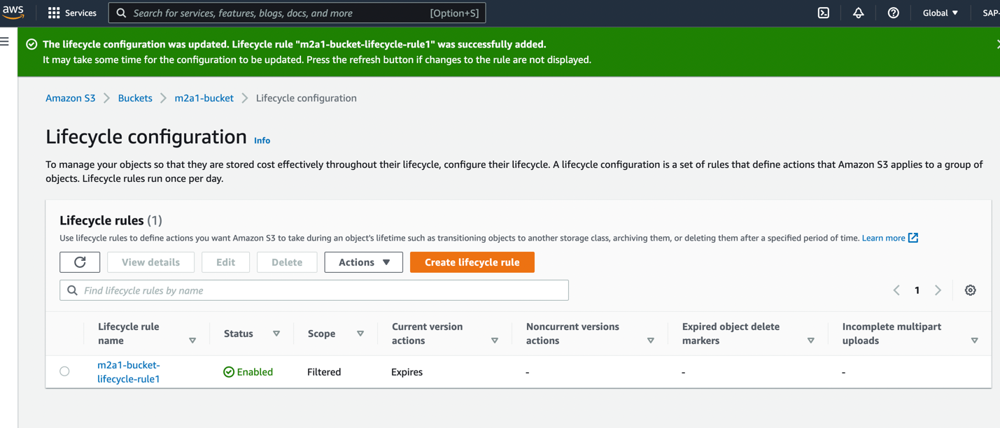 aws
Services
Search for services, features, blogs, docs, and more
[Option+S]
Global
SAP-
The lifecycle configuration was updated. Lifecycle rule "m2a1-bucket-lifecycle-rule1" was successfully added.
It may take some time for the configuration to be updated. Press the refresh button if changes to the rule are not displayed.
Amazon S3
Buckets
m2a1-bucket
Lifecycle configuration
Lifecycle configuration
Info
To manage your objects so that they are stored cost effectively throughout their lifecycle, configure their lifecycle. A lifecycle configuration is a set of rules that define actions that Amazon S3 applies to a group of
objects. Lifecycle rules run once per day.
Lifecycle rules (1)
Use lifecycle rules to define actions you want Amazon S3 to take during an object's lifetime such as transitioning objects to another storage class, archiving them, or deleting them after a specified period of time. Learn more
View details
Edit
Delete
Actions
Create lifecycle rule
Find lifecycle rules by name
1
Lifecycle rule
name
Status
Scope
Current version
actions
Noncurrent versions
actions
Expired object delete
markers
Incomplete multipart
uploads
m2a1-bucket-
lifecycle-rule1
Enabled
Filtered
Expires
-
-
-